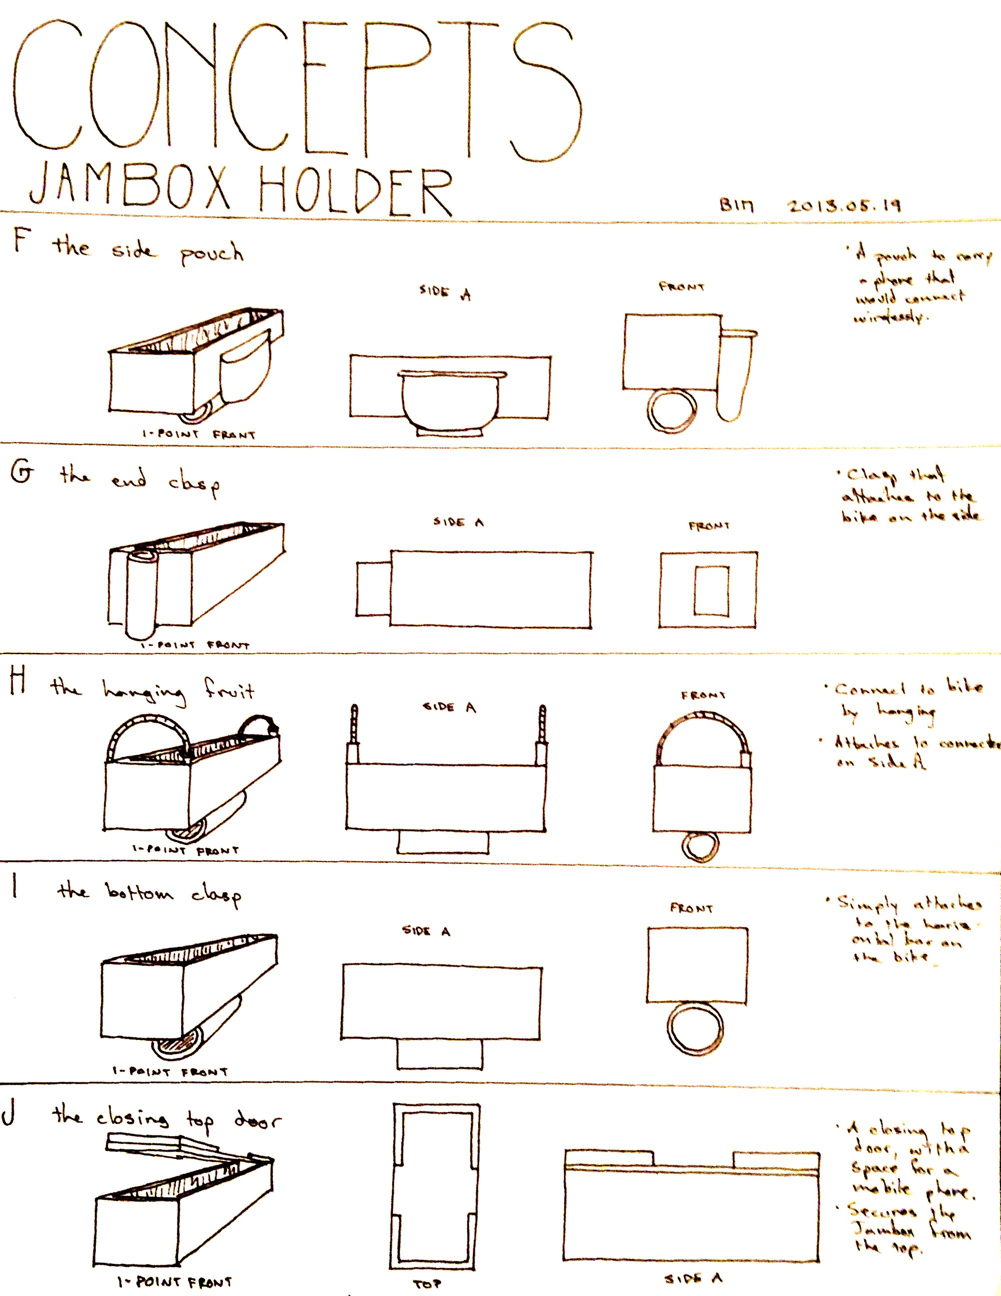 CONCEPTS
JAMBOX HOLDER
BIN 2013.05.19
F the side pouch
SIDE A
FRONT
• A pouch to carry
a phone that
would connect
wirelessly.
1-POINT FRONT
G the end clasp
SIDE A
FRONT
• Clasp that
attaches to the
bike on the side
1-POINT FRONT
H the hanging fruit
SIDE A
FRONT
• Connect to bike
by hanging
• Attaches to connector
on Side A
1-POINT FRONT
I the bottom clasp
SIDE A
FRONT
• Simply attaches
to the horiz-
ontal bar on
the bike.
1-POINT FRONT
J the closing top door
• A closing top
door, with a
space for a
mobile phone.
• Secures the
Jambox from
the top.
1-POINT FRONT
TOP
SIDE A